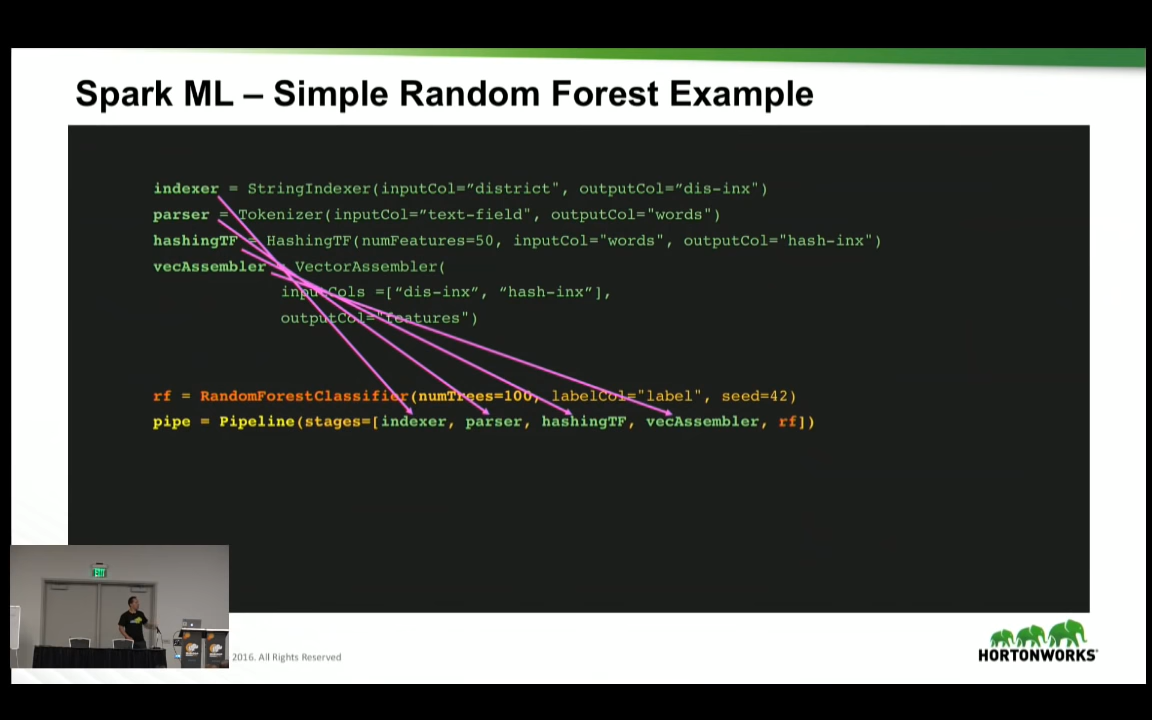 Spark ML – Simple Random Forest Example
indexer = StringIndexer(inputCol=”district", outputCol=”dis-inx")
parser = Tokenizer(inputCol=”text-field", outputCol="words")
hashingTF = HashingTF(numFeatures=50, inputCol="words", outputCol="hash-inx")
vecAssembler = VectorAssembler(
inputCols =[“dis-inx”, “hash-inx”],
outputCol="features")
rf = RandomForestClassifier(numTrees=100, labelCol="label", seed=42)
pipe = Pipeline(stages=[indexer, parser, hashingTF, vecAssembler, rf])
2016. All Rights Reserved
HORTONWORKS